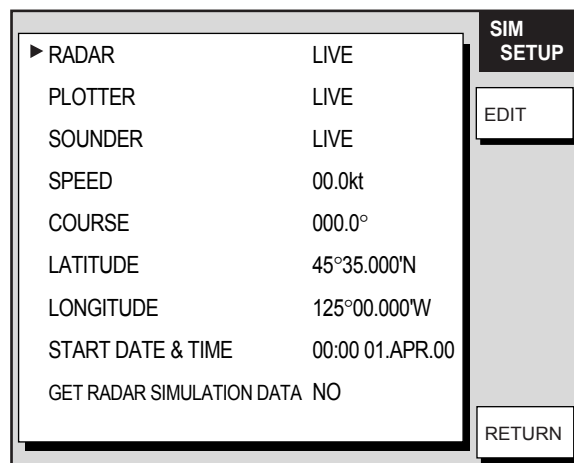 RADAR LIVE
PLOTTER LIVE
SOUNDER LIVE
SPEED 00.0kt
COURSE 000.0°
LATITUDE 45°35.000'N
LONGITUDE 125°00.000'W
START DATE & TIME 00:00 01.APR.00
GET RADAR SIMULATION DATA NO
SIM
SETUP
EDIT
RETURN